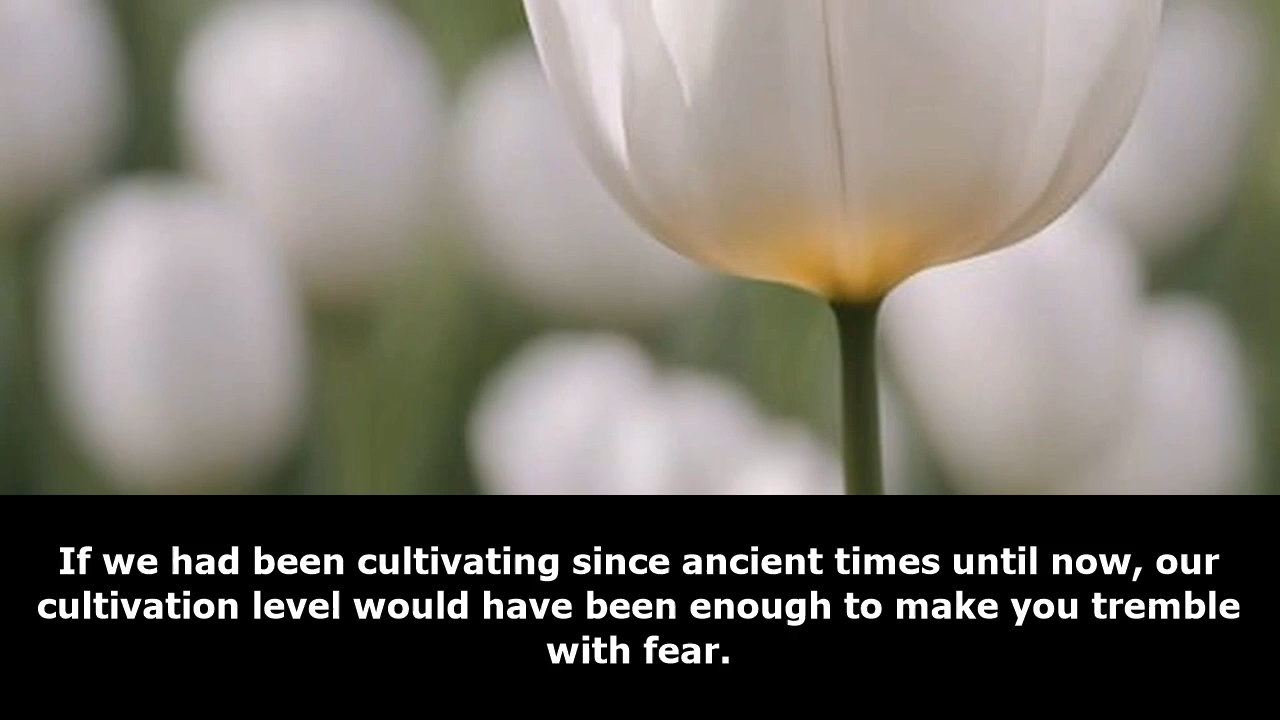 If we had been cultivating since ancient times until now, our
cultivation level would have been enough to make you tremble
with fear.